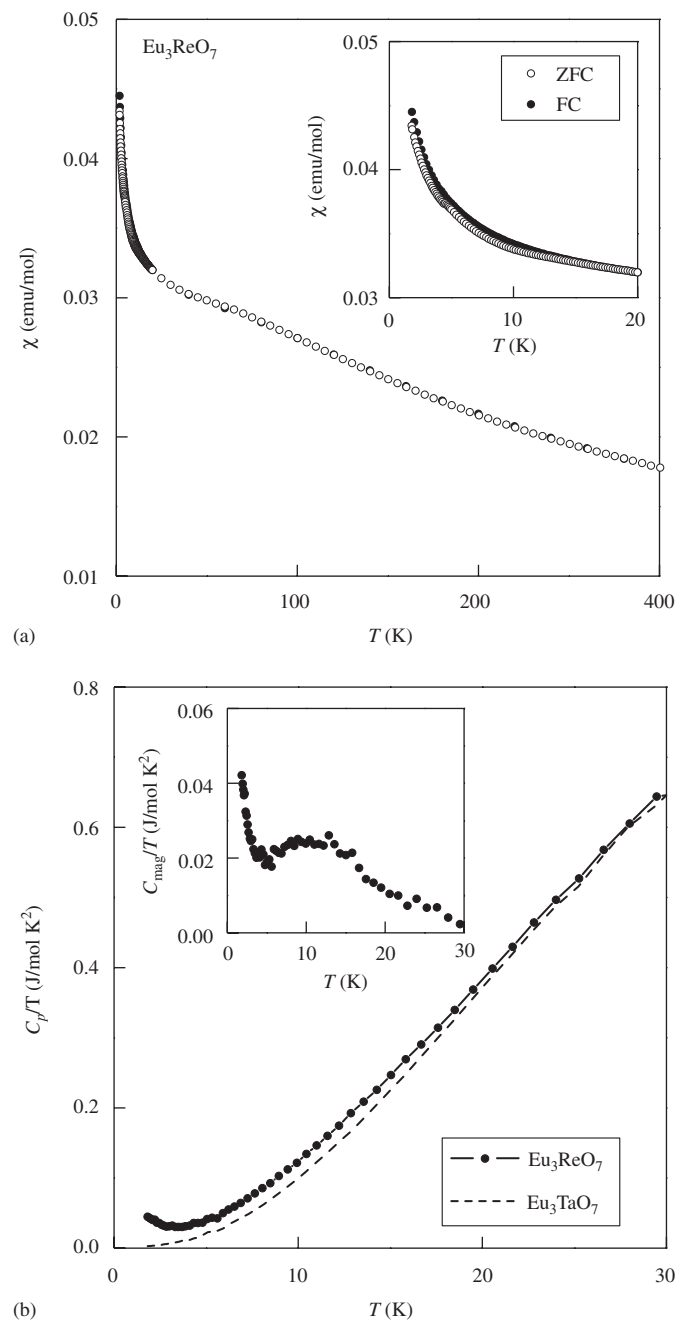 Eu₃ReO₇
χ (emu/mol)
0.05
0.04
0.03
0.02
0.01
0 100 200 400
T (K)
χ (emu/mol)
0.05
0.04
0.03
0 10 20
T (K)
ZFC
FC
(a)
Cₚ/T (J/mol K²)
0.8
0.6
0.4
0.2
0.0
0 10 20 30
T (K)
C_mag/T (J/mol K²)
0.06
0.04
0.02
0.00
0 10 20 30
T (K)
Eu₃ReO₇
Eu₃TaO₇
(b)